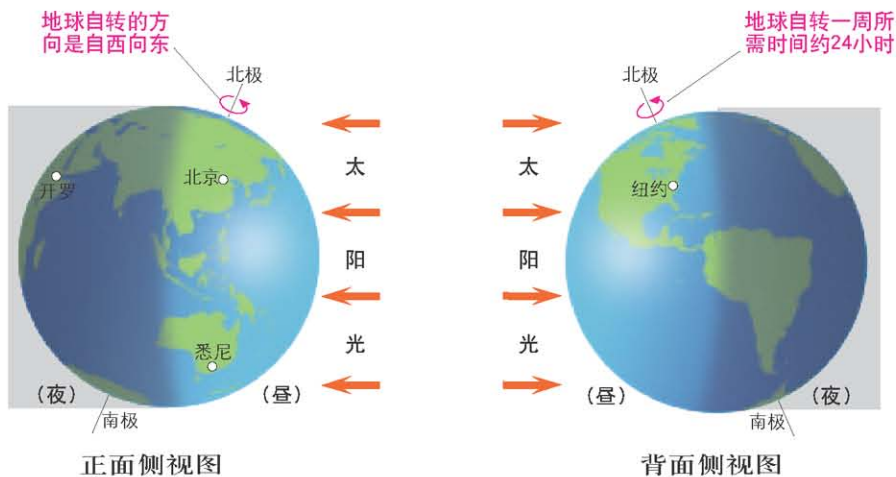 地球自转的方
向是自西向东
北极
开罗
北京
悉尼
(夜)
(昼)
南极
正面侧视图
太
阳
光
地球自转一周所
需时间约24小时
北极
纽约
太
阳
光
(昼)
(夜)
南极
背面侧视图